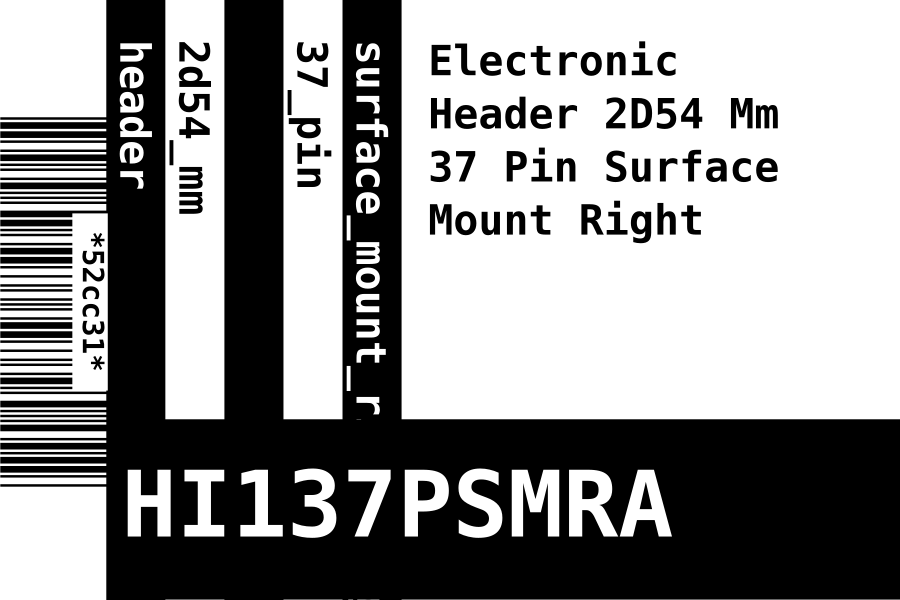 *52cc31*
header
2d54_mm
37_pin
surface_mount_r
Electronic
Header 2D54 Mm
37 Pin Surface
Mount Right
HI137PSMRA